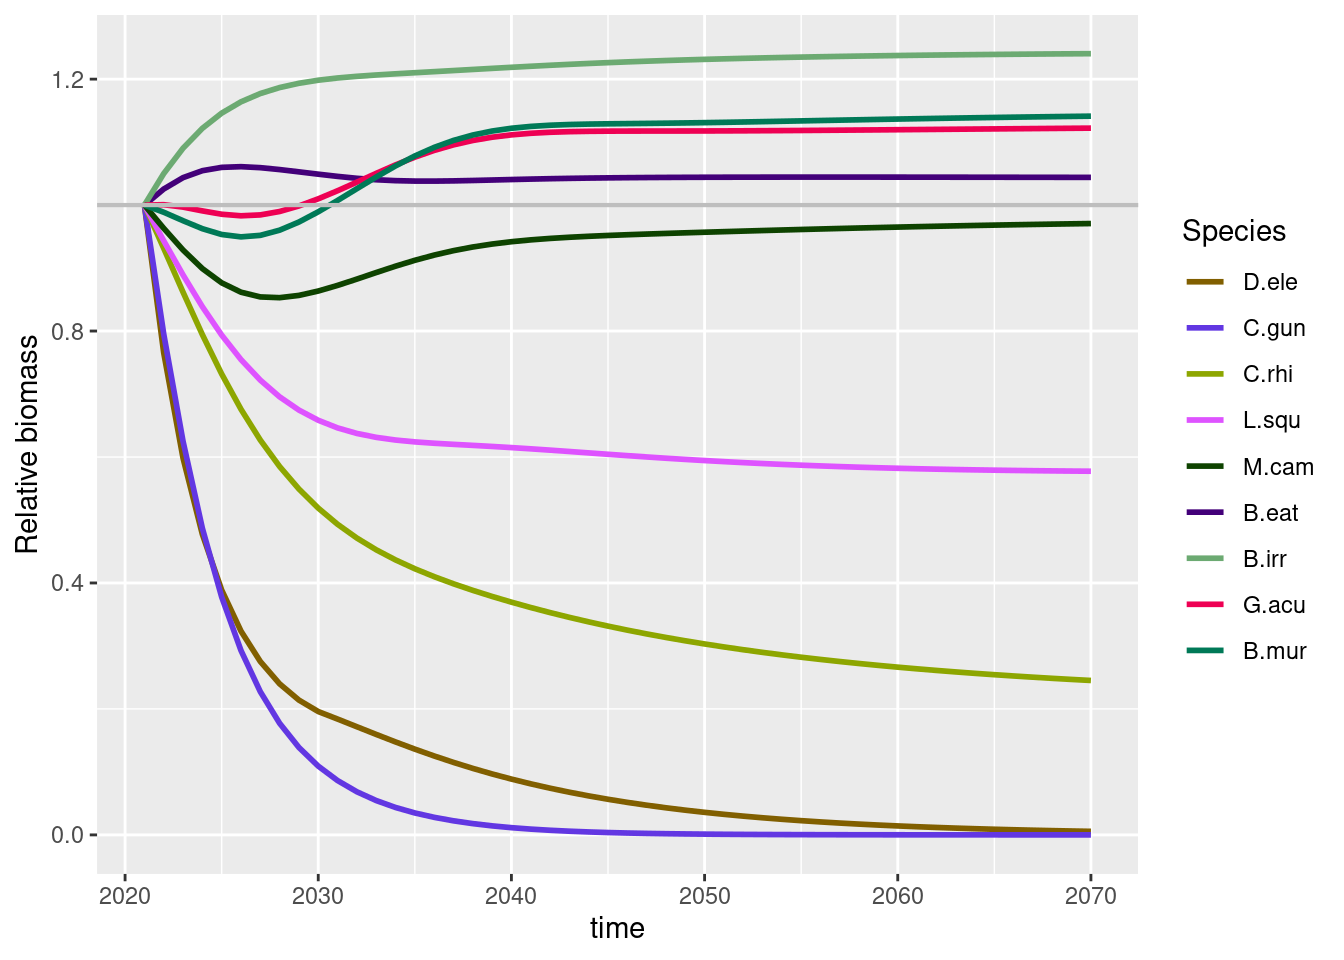 1.2
0.8
0.4
0.0
Relative biomass
2020 2030 2040 2050 2060 2070
time
Species
D.ele
C.gun
C.rhi
L.squ
M.cam
B.eat
B.irr
G.acu
B.mur